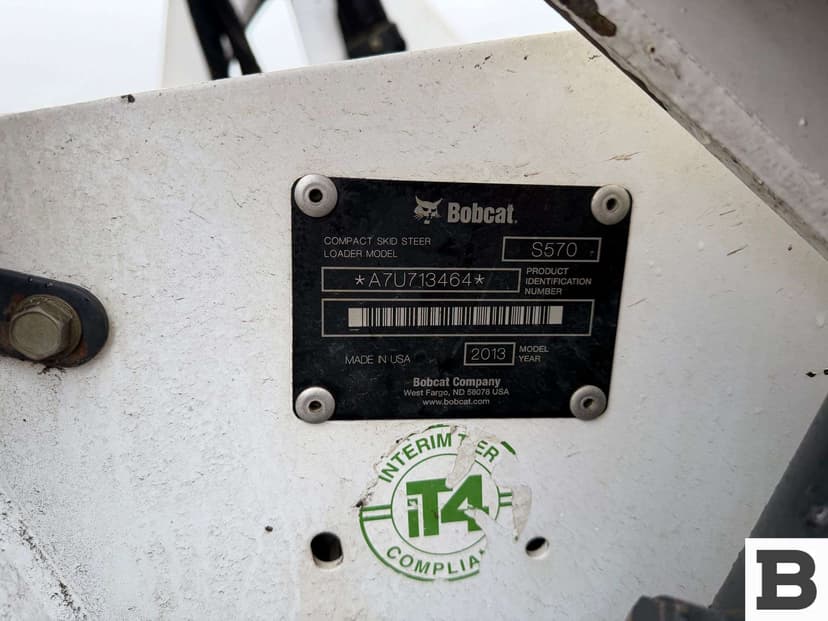 Bobcat
COMPACT SKID STEER
LOADER MODEL
S570
*A7U713464*
PRODUCT
IDENTIFICATION
NUMBER
MADE IN USA
2013
MODEL
YEAR
Bobcat Company
West Fargo, ND 58078 USA
www.bobcat.com
INTERIM TIER
iT4
COMPLIA
B